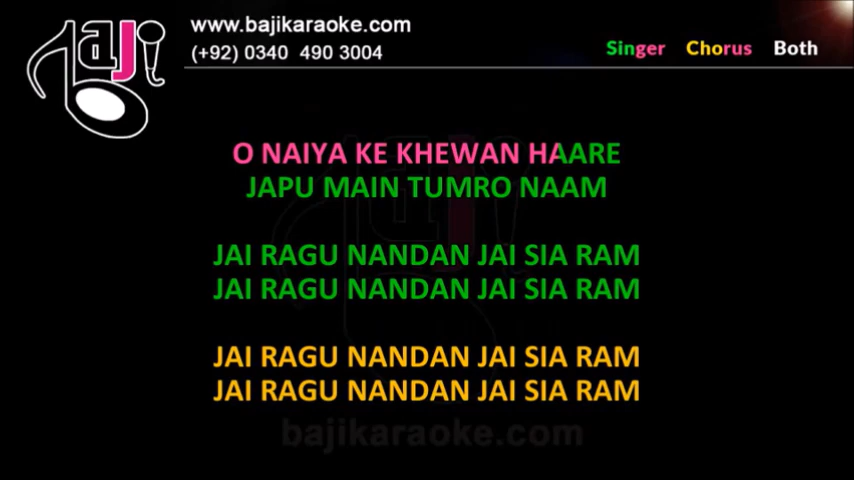 www.bajikaraoke.com
(+92) 0340 490 3004
Singer Chorus Both
Baji
O NAIYA KE KHEWAN HAARE
JAPU MAIN TUMRO NAAM
JAI RAGU NANDAN JAI SIA RAM
JAI RAGU NANDAN JAI SIA RAM
JAI RAGU NANDAN JAI SIA RAM
JAI RAGU NANDAN JAI SIA RAM
bajikaraoke.com